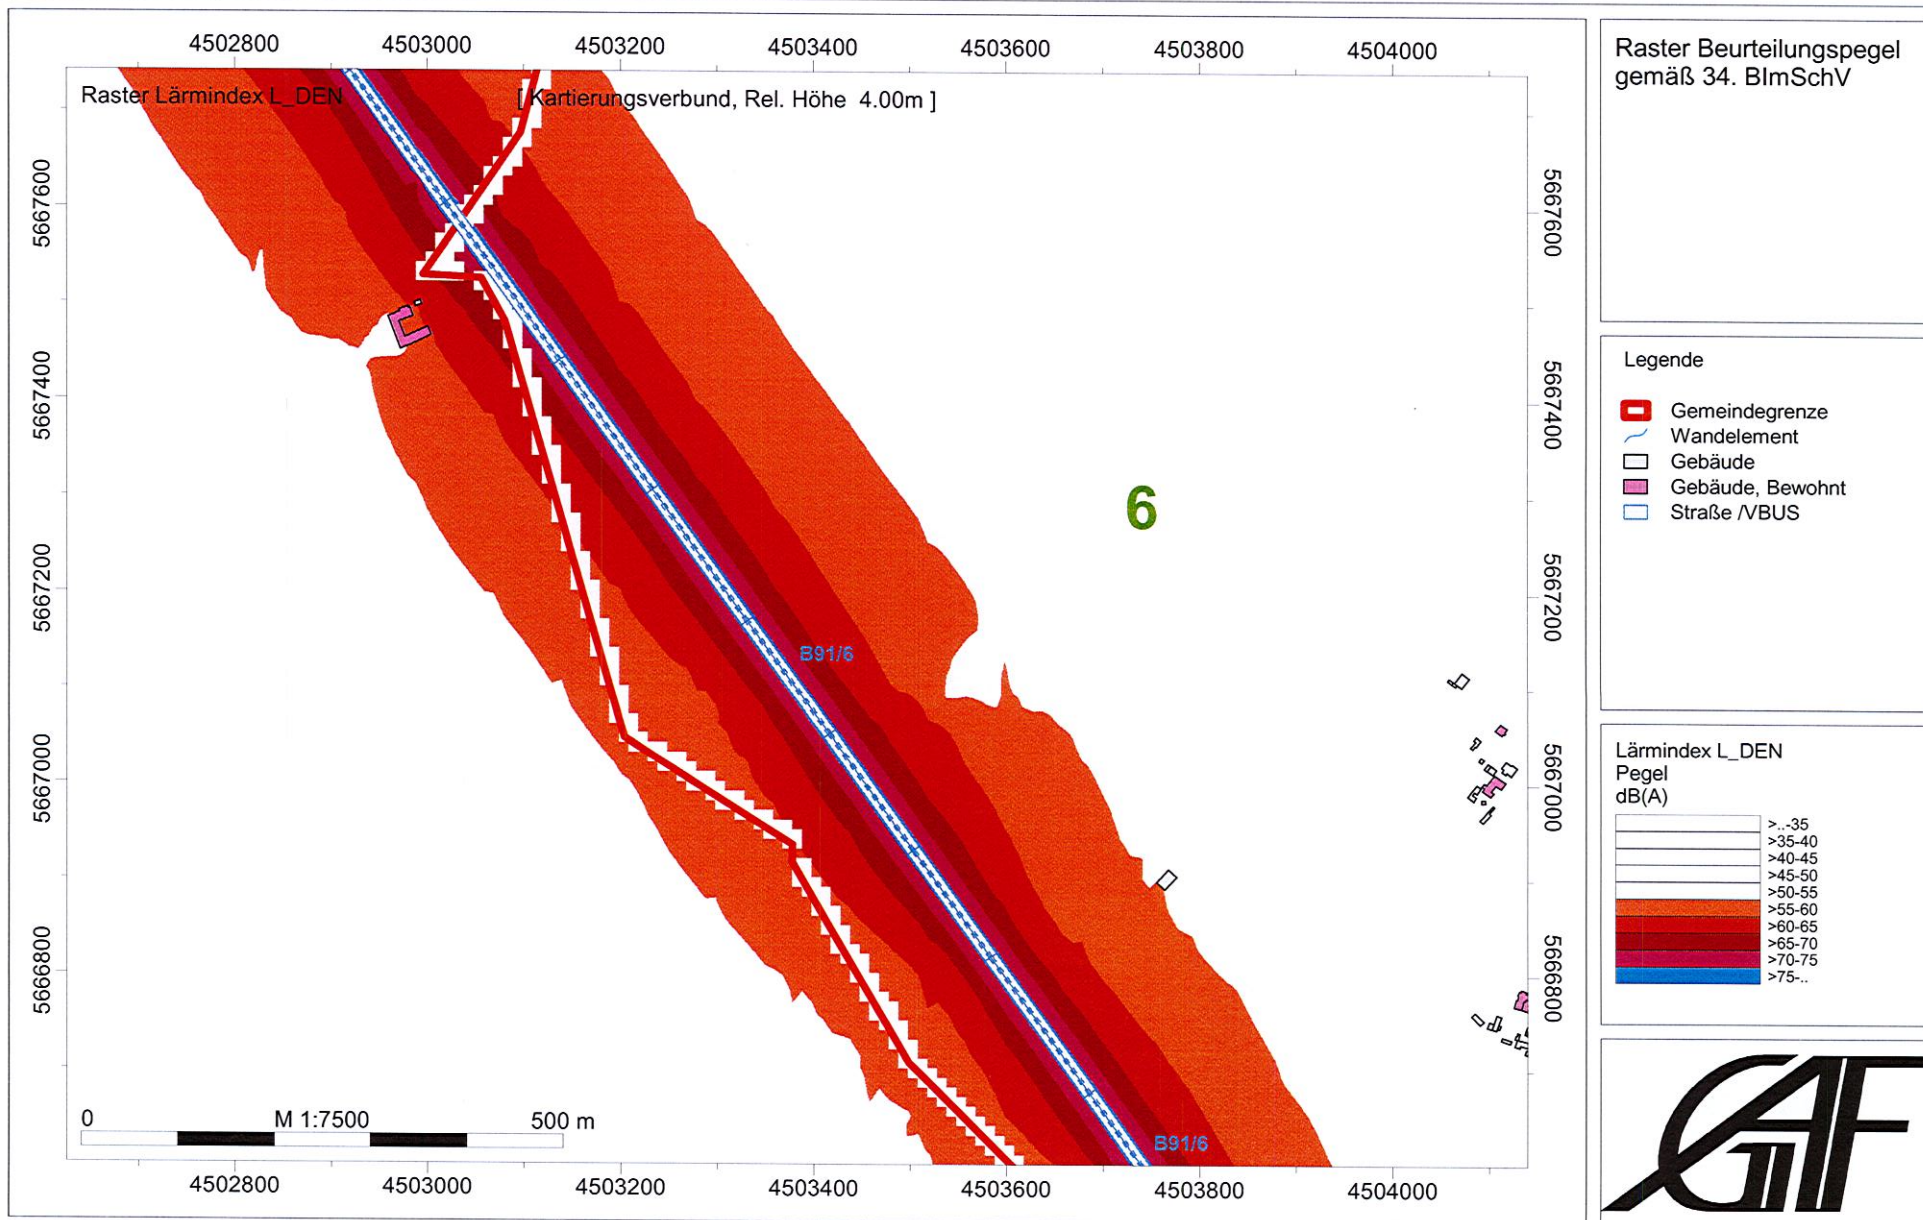 4502800 4503000 4503200 4503400 4503600 4503800 4504000
Raster Lärmindex L_DEN [ Kartierungsverbund, Rel. Höhe 4.00m ]
5667600
5667400
5667200
5667000
5666800
5667600
5667400
5667200
5667000
5666800
6
B91/6
B91/6
0 M 1:7500 500 m
4502800 4503000 4503200 4503400 4503600 4503800 4504000
Raster Beurteilungspegel
gemäß 34. BImSchV
Legende
Gemeindegrenze
Wandelement
Gebäude
Gebäude, Bewohnt
Straße /VBUS
Lärmindex L_DEN
Pegel
dB(A)
>..-35
>35-40
>40-45
>45-50
>50-55
>55-60
>60-65
>65-70
>70-75
>75-..
GAF